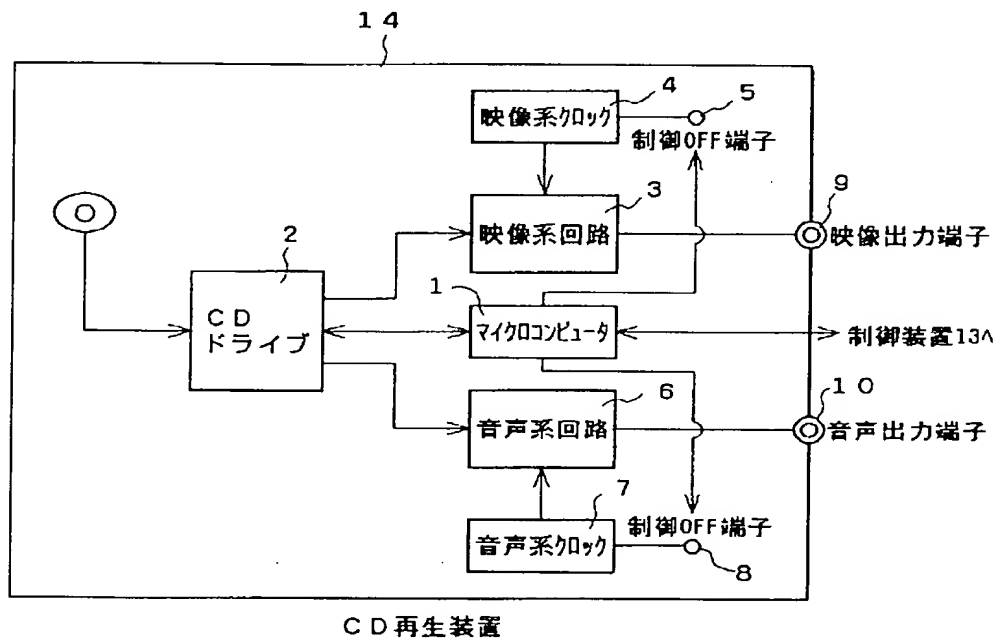 １４
４
５
映像系クロック
制御OFF端子
３
９
映像系回路
映像出力端子
２
１
CD
ドライブ
マイクロコンピュータ
制御装置13へ
６
１０
音声系回路
音声出力端子
７
制御OFF端子
音声系クロック
８
CD再生装置